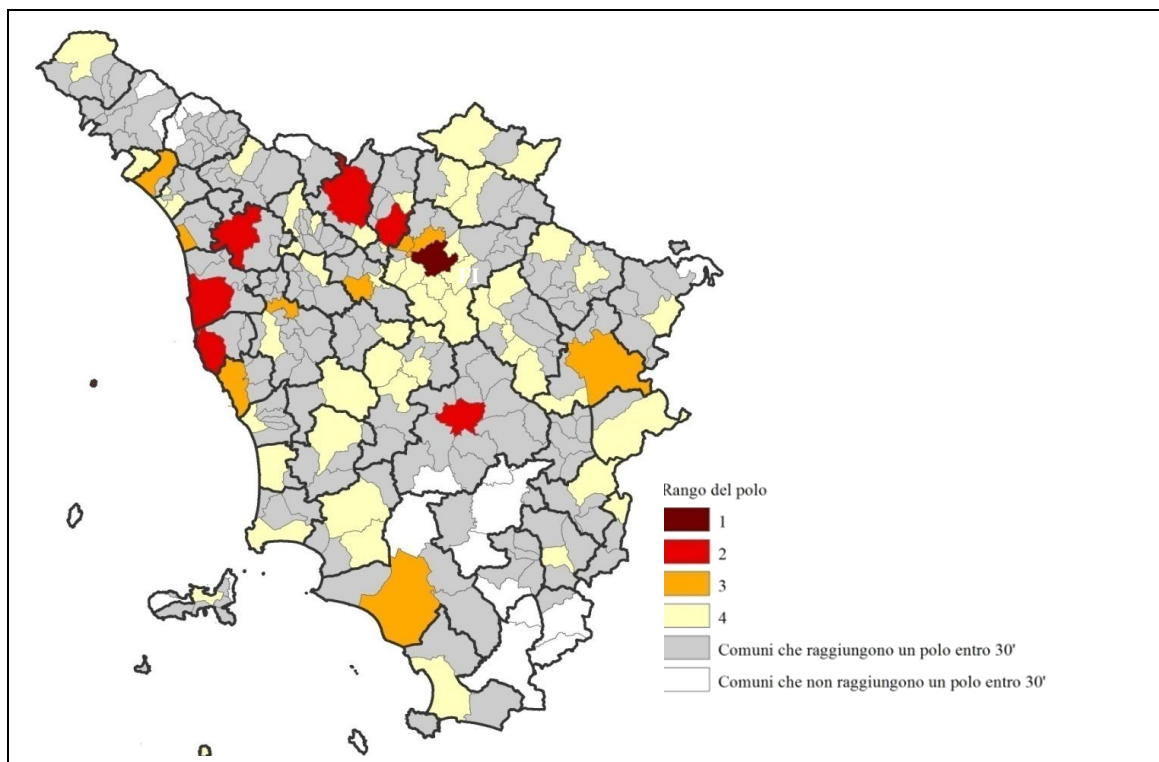 Rango del polo
1
2
3
4
Comuni che raggiungono un polo entro 30'
Comuni che non raggiungono un polo entro 30'